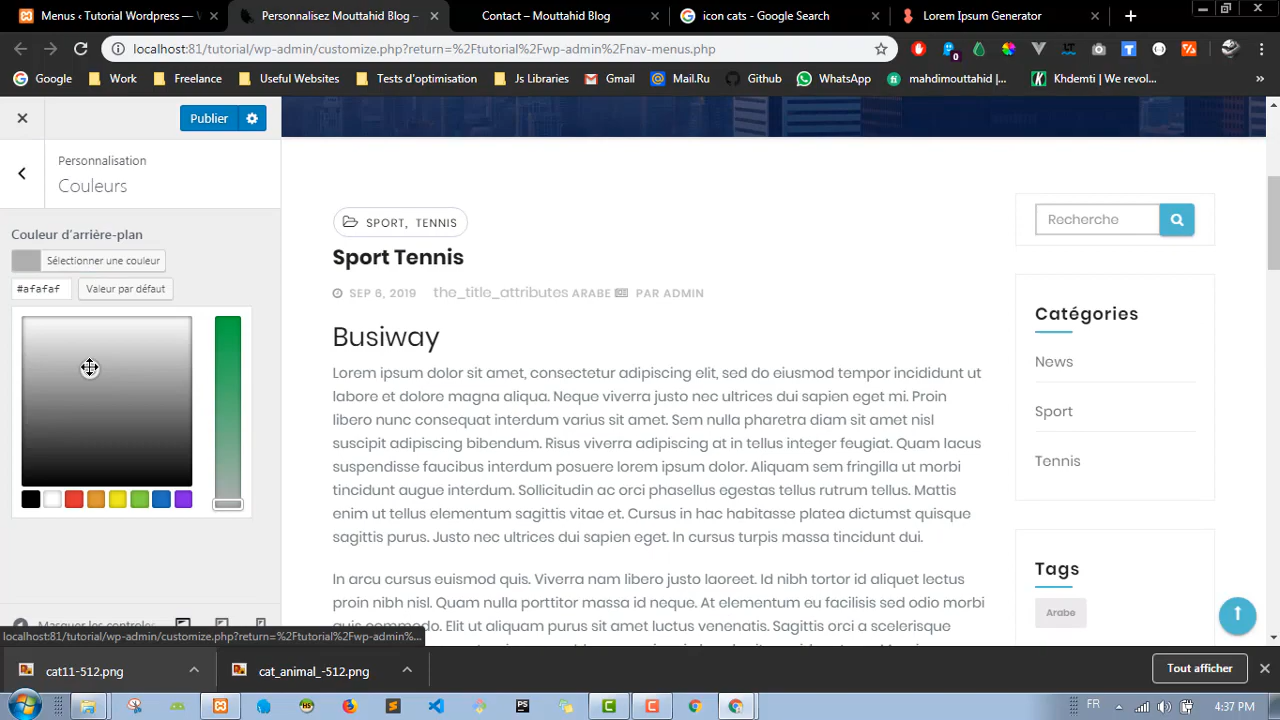 Menus ‹ Tutorial Wordpress — W
Personnalisez Mouttahid Blog –
Contact – Mouttahid Blog
icon cats - Google Search
Lorem Ipsum Generator
localhost:81/tutorial/wp-admin/customize.php?return=%2Ftutorial%2Fwp-admin%2Fnav-menus.php
0
Google
Work
Freelance
Useful Websites
Tests d'optimisation
Js Libraries
Gmail
Mail.Ru
Github
WhatsApp
mahdimouttahid |...
Khdemti | We revol...
Publier
Personnalisation
Couleurs
Couleur d'arrière-plan
Sélectionner une couleur
#afafaf
Valeur par défaut
SPORT, TENNIS
Sport Tennis
SEP 6, 2019 the_title_attributes ARABE PAR ADMIN
Busiway
Lorem ipsum dolor sit amet, consectetur adipiscing elit, sed do eiusmod tempor incididunt ut
labore et dolore magna aliqua. Neque viverra justo nec ultrices dui sapien eget mi. Proin
libero nunc consequat interdum varius sit amet. Sem nulla pharetra diam sit amet nisl
suscipit adipiscing bibendum. Risus viverra adipiscing at in tellus integer feugiat. Quam lacus
suspendisse faucibus interdum posuere lorem ipsum dolor. Aliquam sem fringilla ut morbi
tincidunt augue interdum. Sollicitudin ac orci phasellus egestas tellus rutrum tellus. Mattis
enim ut tellus elementum sagittis vitae et. Cursus in hac habitasse platea dictumst quisque
sagittis purus. Justo nec ultrices dui sapien eget. In cursus turpis massa tincidunt dui.
In arcu cursus euismod quis. Viverra nam libero justo laoreet. Id nibh tortor id aliquet lectus
proin nibh nisl. Quam nulla porttitor massa id neque. At elementum eu facilisis sed odio morbi
quis commodo. Elit ut aliquam purus sit amet luctus venenatis. Sagittis orci a scelerisque
Recherche
Catégories
News
Sport
Tennis
Tags
Arabe
Masquer les contrôles
localhost:81/tutorial/wp-admin/customize.php?return=%2Ftutorial%2Fwp-admin%...
cat11-512.png
cat_animal_-512.png
Tout afficher
FR
4:37 PM